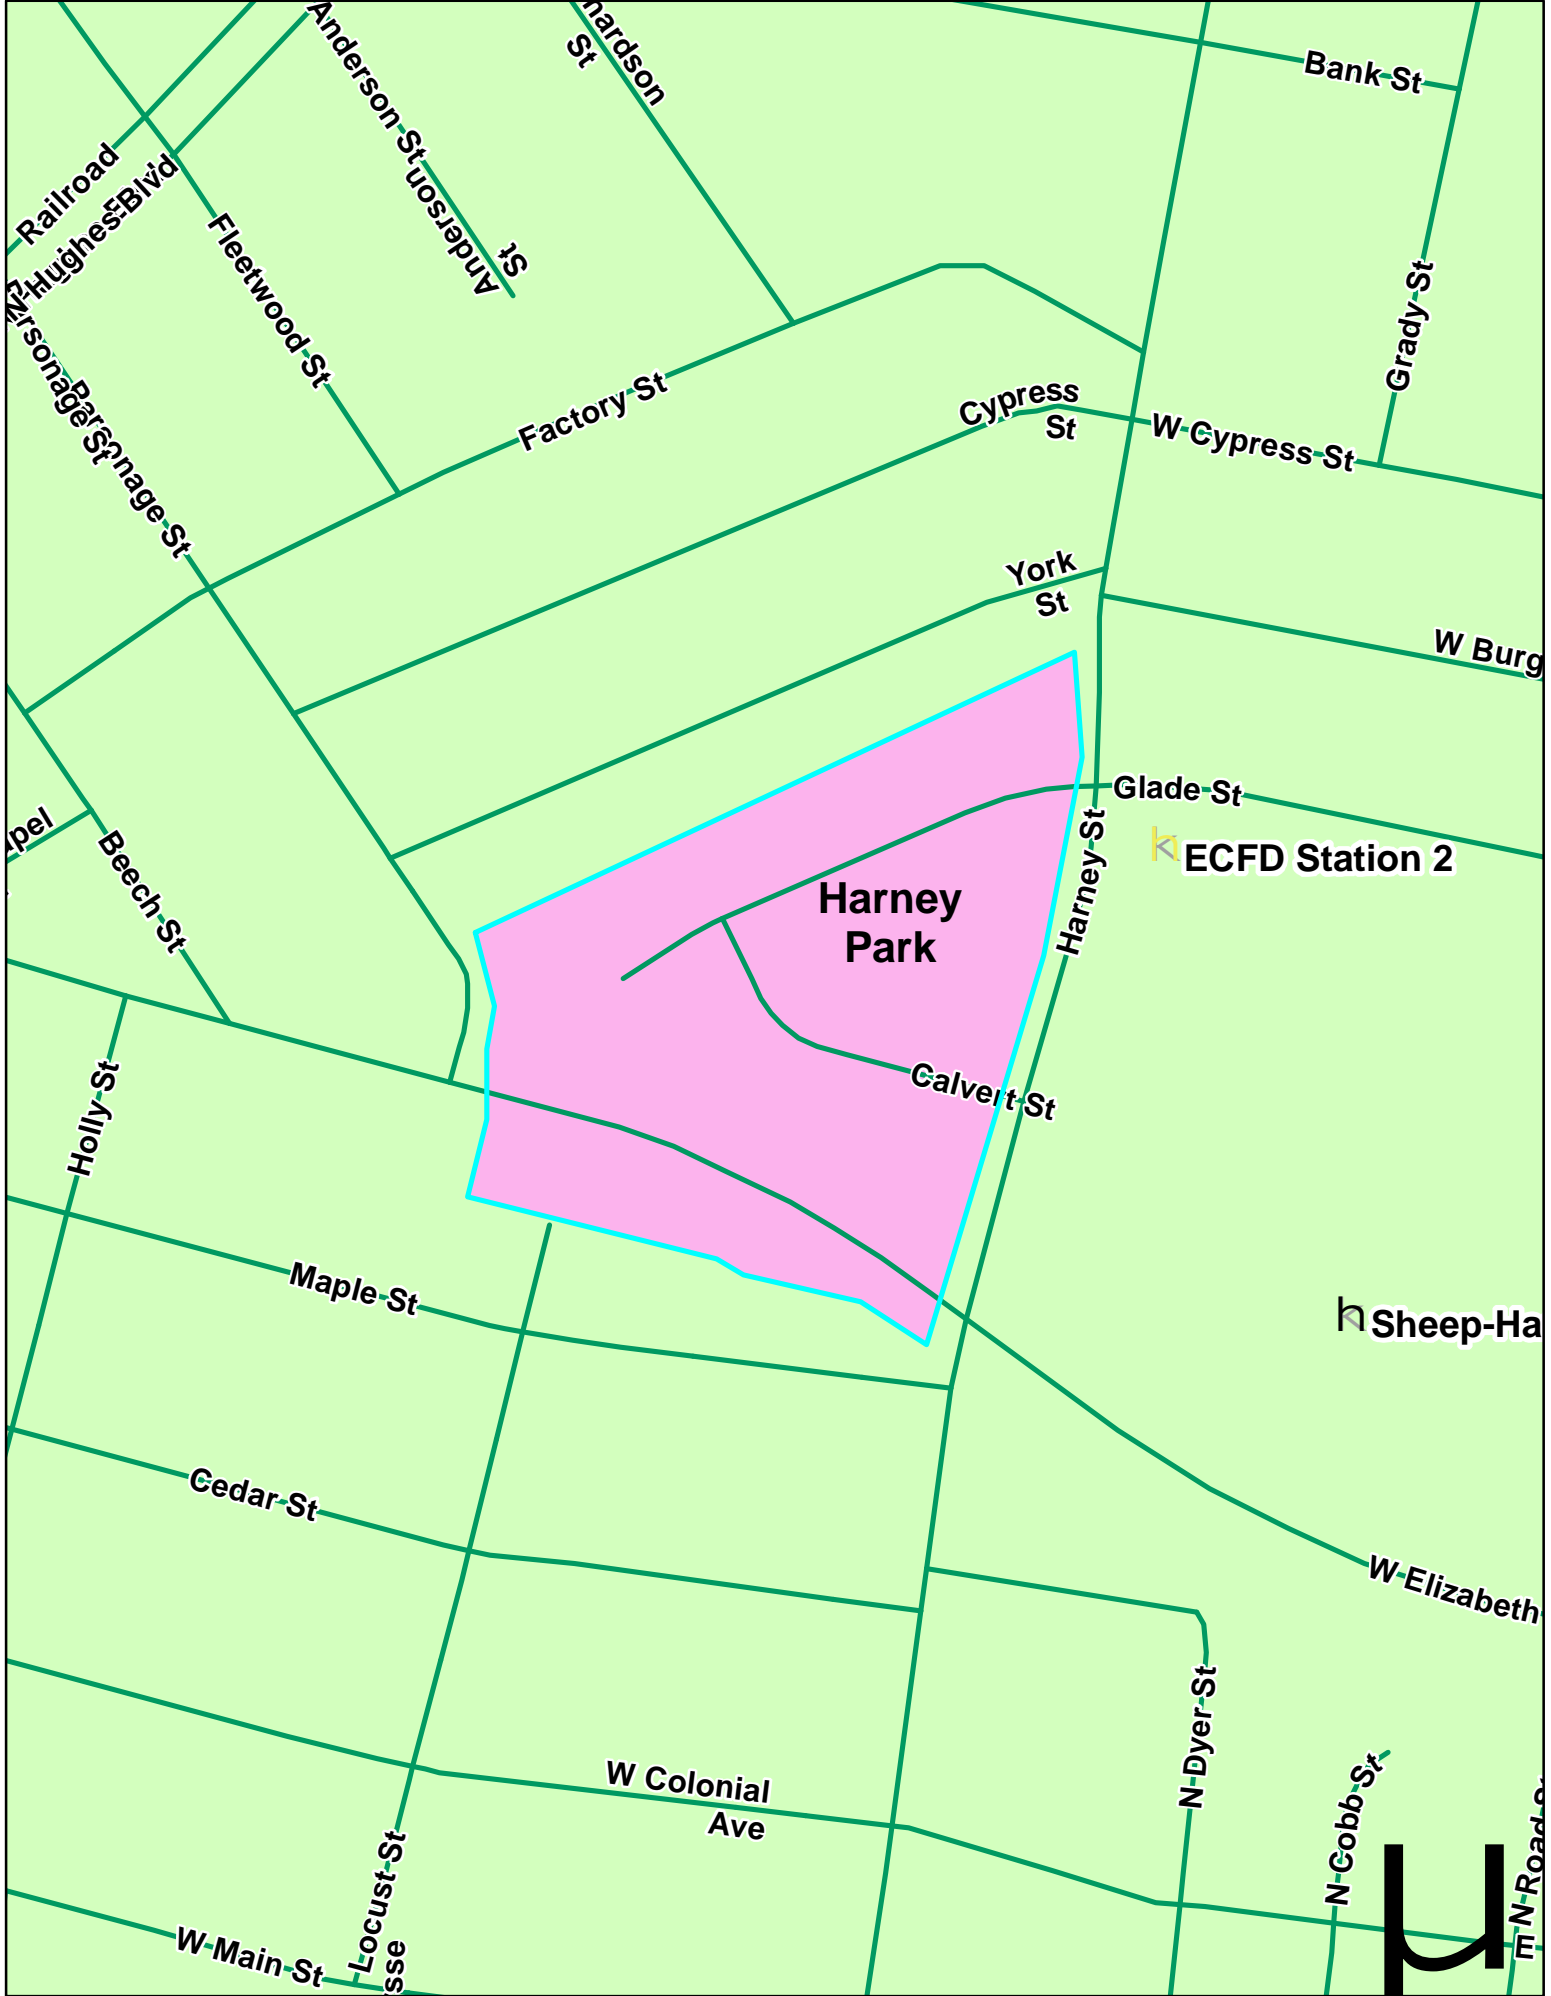 Anderson St
Anderson
St
St
Bank St
Railroad
Hughes Blvd
Fleetwood St
Grady St
Parsonage St
Parsonage St
Factory St
Cypress
St
W Cypress St
York
St
W Burg
Glade St
h
ECFD Station 2
Harney St
Harney
Park
Beech St
Calvert St
Holly St
Maple St
h
Sheep-Ha
Cedar St
W Elizabeth
N Dyer St
W Colonial
Ave
N Cobb St
Locust St
W Main St
µ
E
N Road